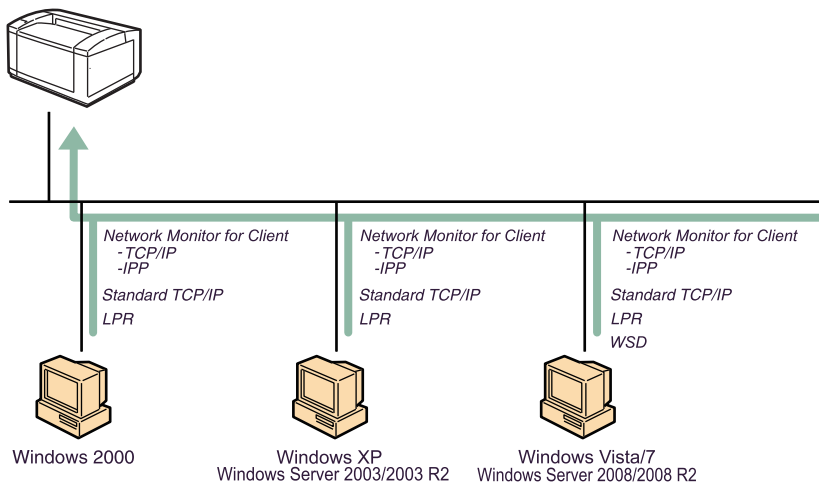 Network Monitor for Client
-TCP/IP
-IPP
Standard TCP/IP
LPR
Windows 2000
Network Monitor for Client
-TCP/IP
-IPP
Standard TCP/IP
LPR
Windows XP
Windows Server 2003/2003 R2
Network Monitor for Client
-TCP/IP
-IPP
Standard TCP/IP
LPR
WSD
Windows Vista/7
Windows Server 2008/2008 R2